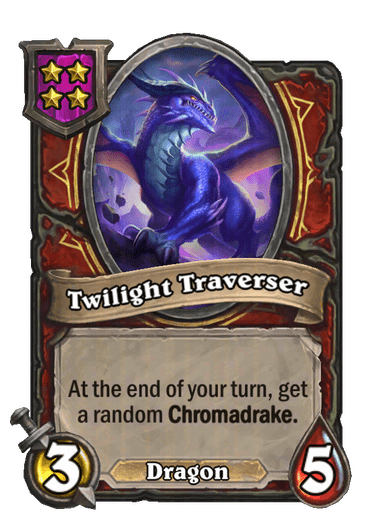 Twilight Traverser
At the end of your turn, get
a random Chromadrake.
3
Dragon
5